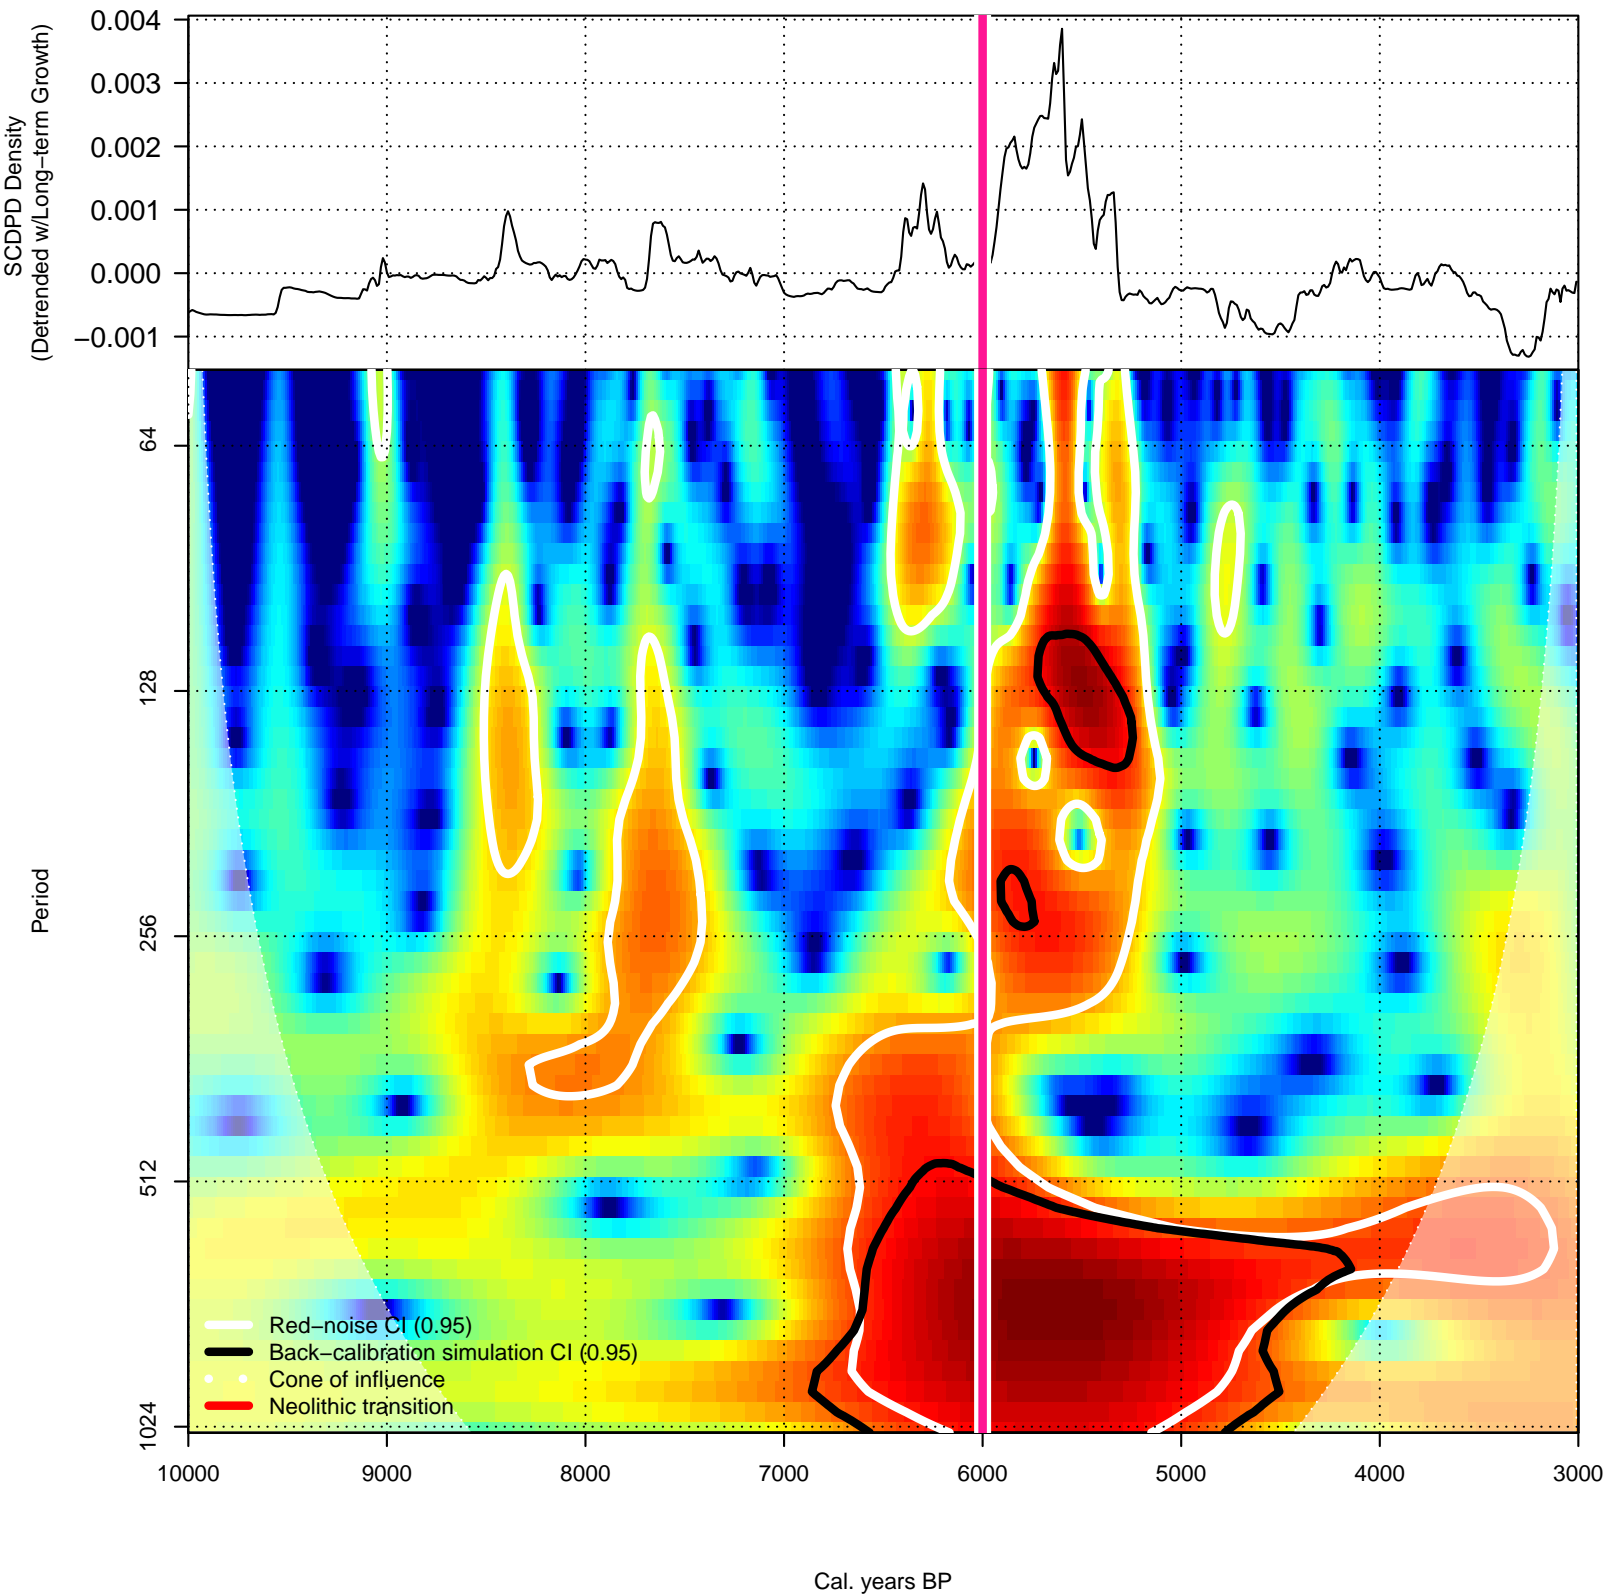 SCDPD Density
(Detrended w/Long−term Growth)
0.004
0.003
0.002
0.001
0.000
−0.001
Period
64
128
256
512
1024
Red−noise CI (0.95)
Back−calibration simulation CI (0.95)
Cone of influence
Neolithic transition
10000 9000 8000 7000 6000 5000 4000 3000
Cal. years BP